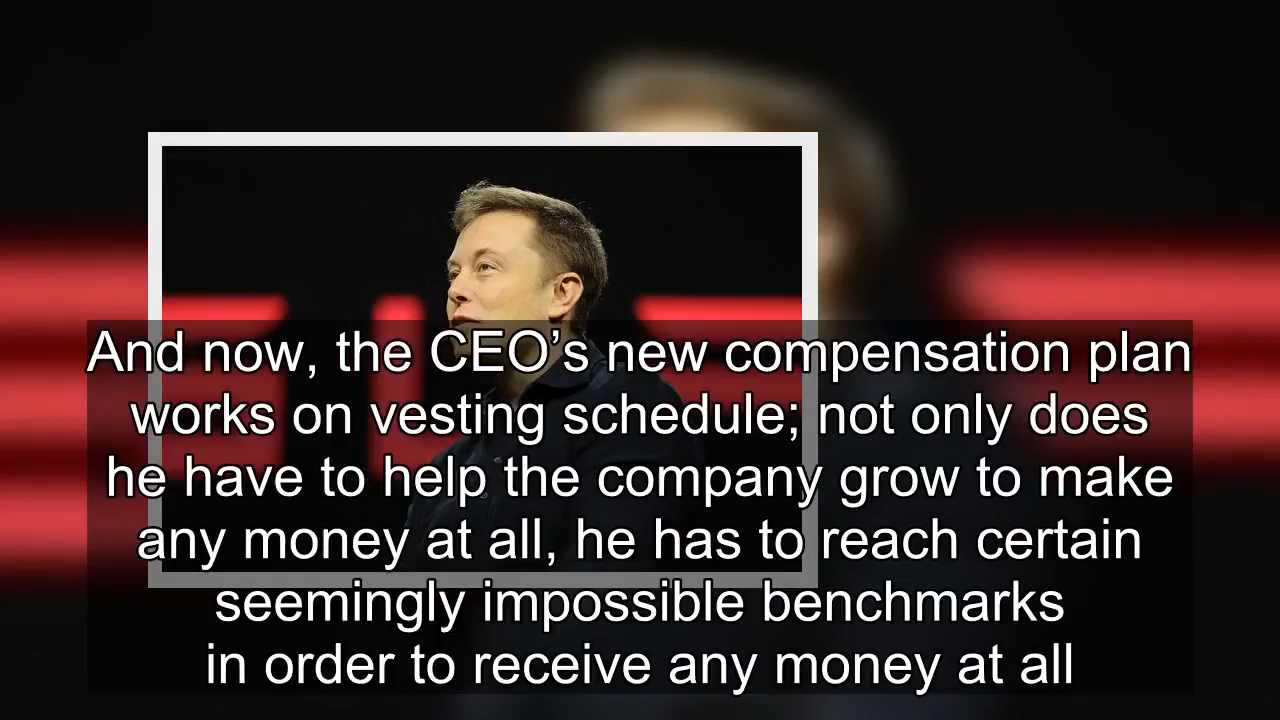 And now, the CEO’s new compensation plan
works on vesting schedule; not only does
he have to help the company grow to make
any money at all, he has to reach certain
seemingly impossible benchmarks
in order to receive any money at all